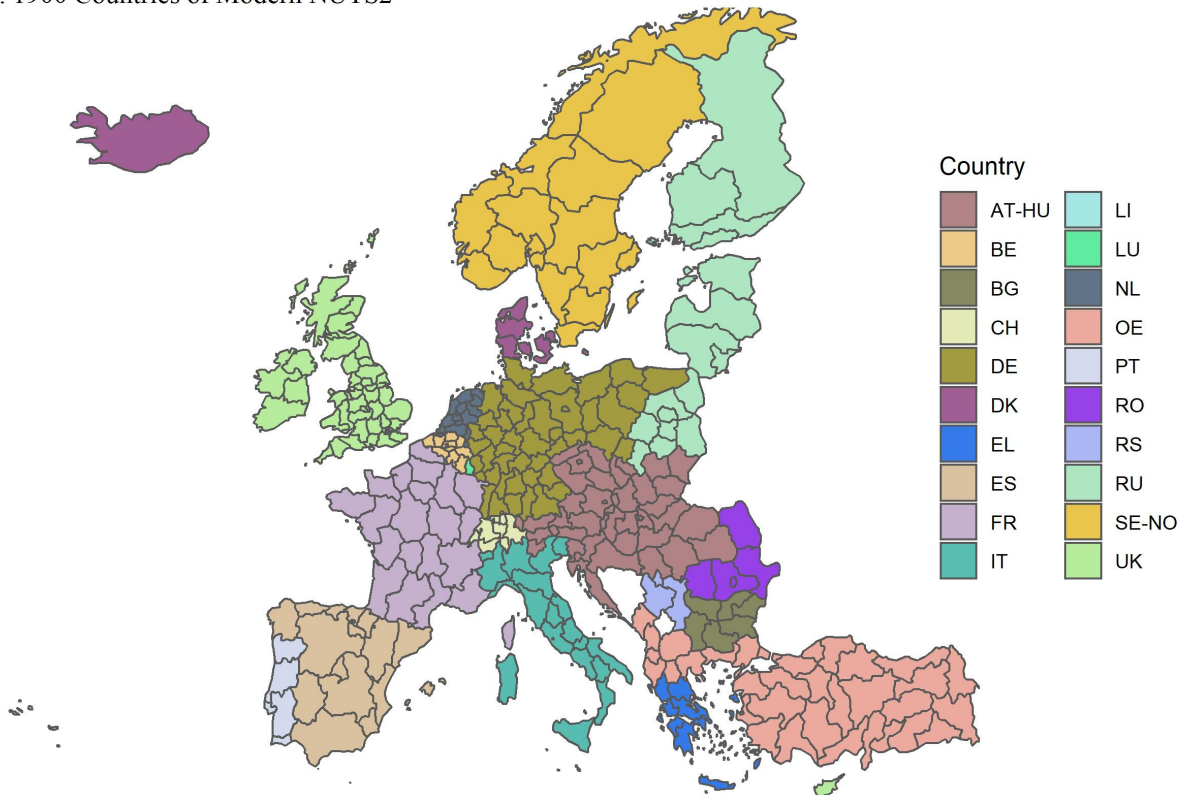 . 1900 Countries of Modern NUTS2
Country
AT-HU
BE
BG
CH
DE
DK
EL
ES
FR
IT
LI
LU
NL
OE
PT
RO
RS
RU
SE-NO
UK